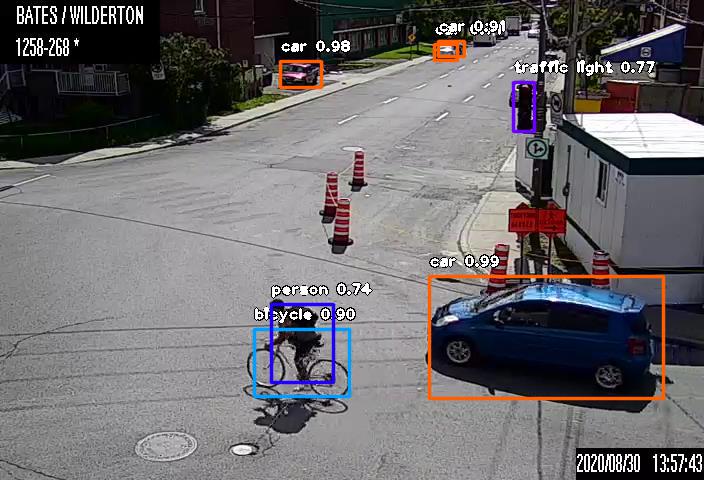 BATES / WILDERTON
1258-268 *
car 0.91
car 0.98
traffic light 0.77
car 0.99
person 0.74
bicycle 0.90
2020/08/30 13:57:43